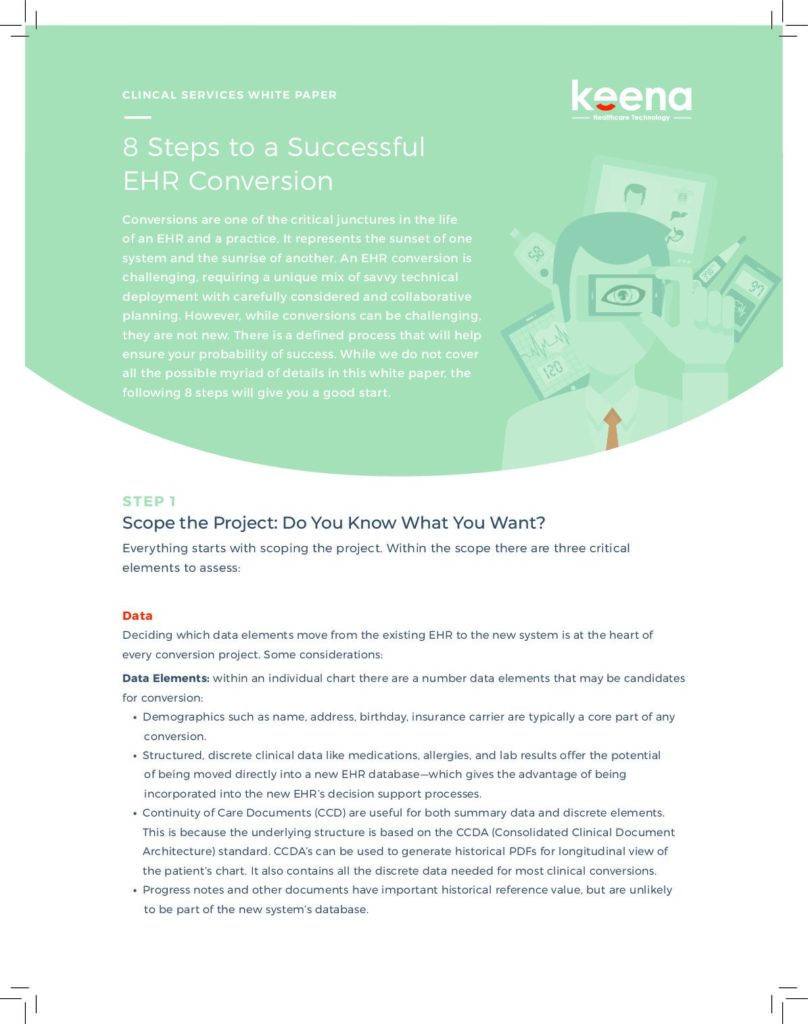 CLINCAL SERVICES WHITE PAPER
keena
Healthcare Technology
8 Steps to a Successful
EHR Conversion
Conversions are one of the critical junctures in the life
of an EHR and a practice. It represents the sunset of one
system and the sunrise of another. An EHR conversion is
challenging, requiring a unique mix of savvy technical
deployment with carefully considered and collaborative
planning. However, while conversions can be challenging,
they are not new. There is a defined process that will help
ensure your probability of success. While we do not cover
all the possible myriad of details in this white paper, the
following 8 steps will give you a good start.
98
97
120
STEP 1
Scope the Project: Do You Know What You Want?
Everything starts with scoping the project. Within the scope there are three critical
elements to assess:
Data
Deciding which data elements move from the existing EHR to the new system is at the heart of
every conversion project. Some considerations:
Data Elements: within an individual chart there are a number data elements that may be candidates
for conversion:
• Demographics such as name, address, birthday, insurance carrier are typically a core part of any
conversion.
• Structured, discrete clinical data like medications, allergies, and lab results offer the potential
of being moved directly into a new EHR database—which gives the advantage of being
incorporated into the new EHR's decision support processes.
• Continuity of Care Documents (CCD) are useful for both summary data and discrete elements.
This is because the underlying structure is based on the CCDA (Consolidated Clinical Document
Architecture) standard. CCDA's can be used to generate historical PDFs for longitudinal view of
the patient's chart. It also contains all the discrete data needed for most clinical conversions.
• Progress notes and other documents have important historical reference value, but are unlikely
to be part of the new system's database.